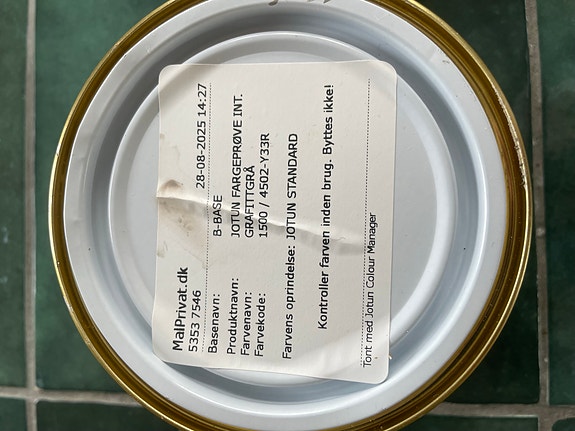 MalPrivat.dk
5353 7546 28-08-2025 14:27
Basenavn: B-BASE
Produktnavn: JOTUN FARGEPRØVE INT.
Farvenavn: GRAFITTGRÅ
Farvekode: 1500 / 4502-Y33R
Farvens oprindelse: JOTUN STANDARD
Kontroller farven inden brug. Byttes ikke!
Tont med Jotun Colour Manager